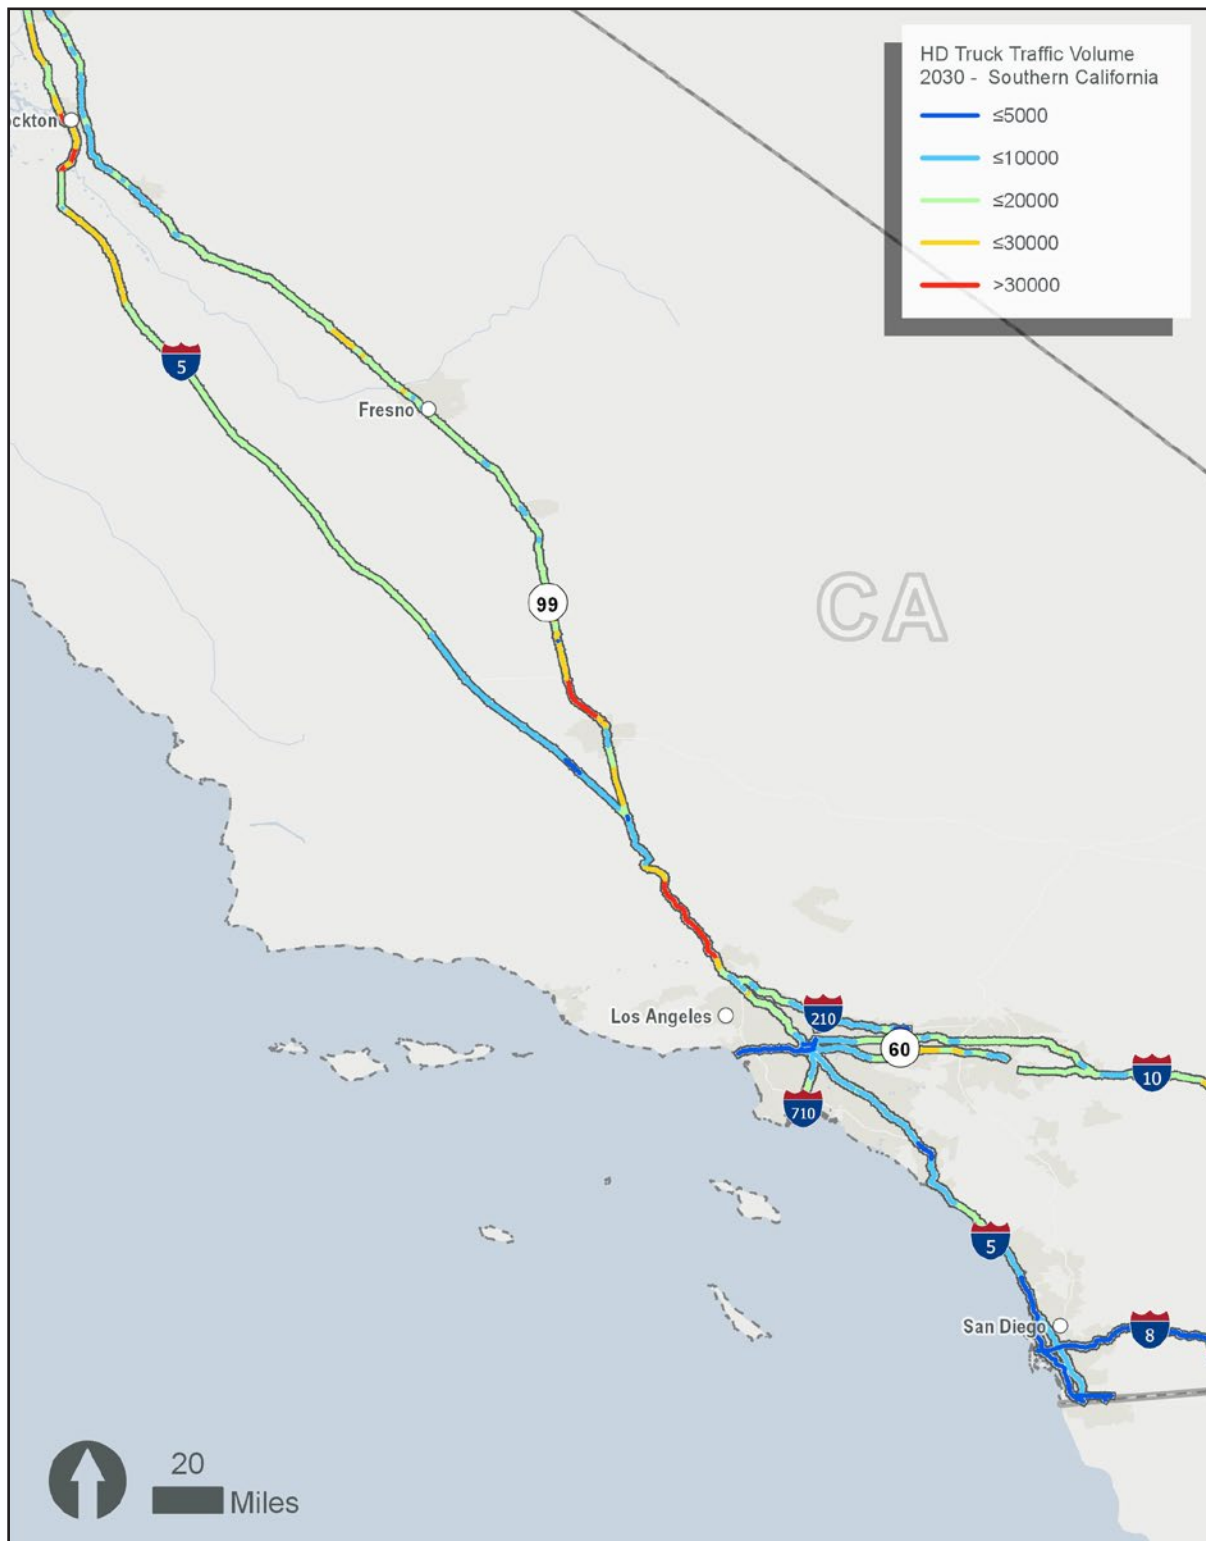 HD Truck Traffic Volume
2030 - Southern California
≤5000
≤10000
≤20000
≤30000
>30000
ockton
5
Fresno
99
CA
Los Angeles
210
60
10
710
5
San Diego
8
20
Miles